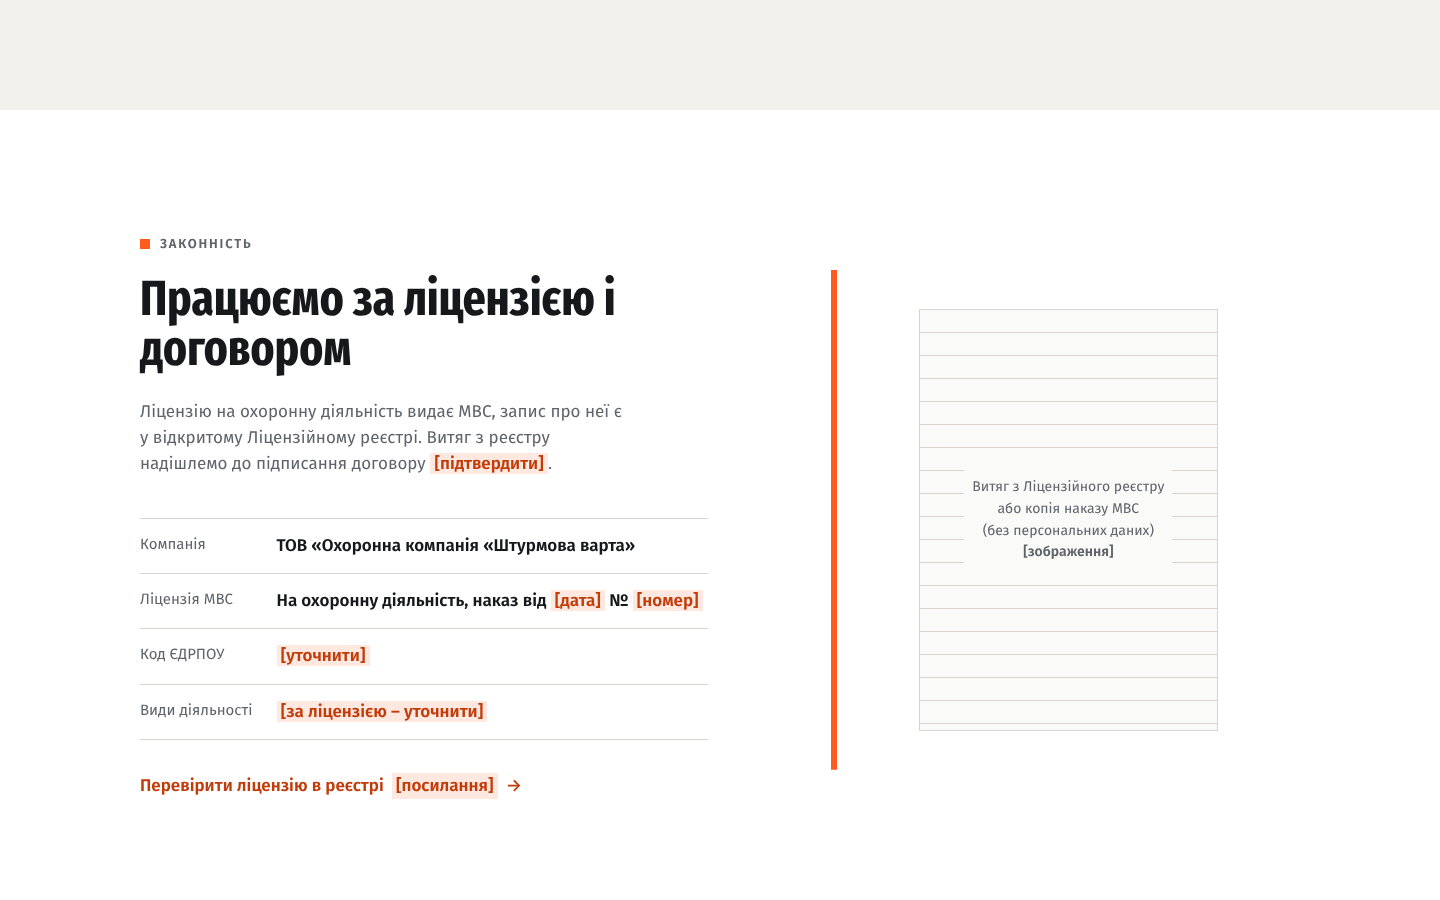 ЗАКОННІСТЬ
Працюємо за ліцензією і
договором
Ліцензію на охоронну діяльність видає МВС, запис про неї є
у відкритому Ліцензійному реєстрі. Витяг з реєстру
надішлемо до підписання договору [підтвердити].
Компанія ТОВ «Охоронна компанія «Штурмова варта»
Ліцензія МВС На охоронну діяльність, наказ від [дата] № [номер]
Код ЄДРПОУ [уточнити]
Види діяльності [за ліцензією – уточнити]
Перевірити ліцензію в реєстрі [посилання] →
Витяг з Ліцензійного реєстру
або копія наказу МВС
(без персональних даних)
[зображення]